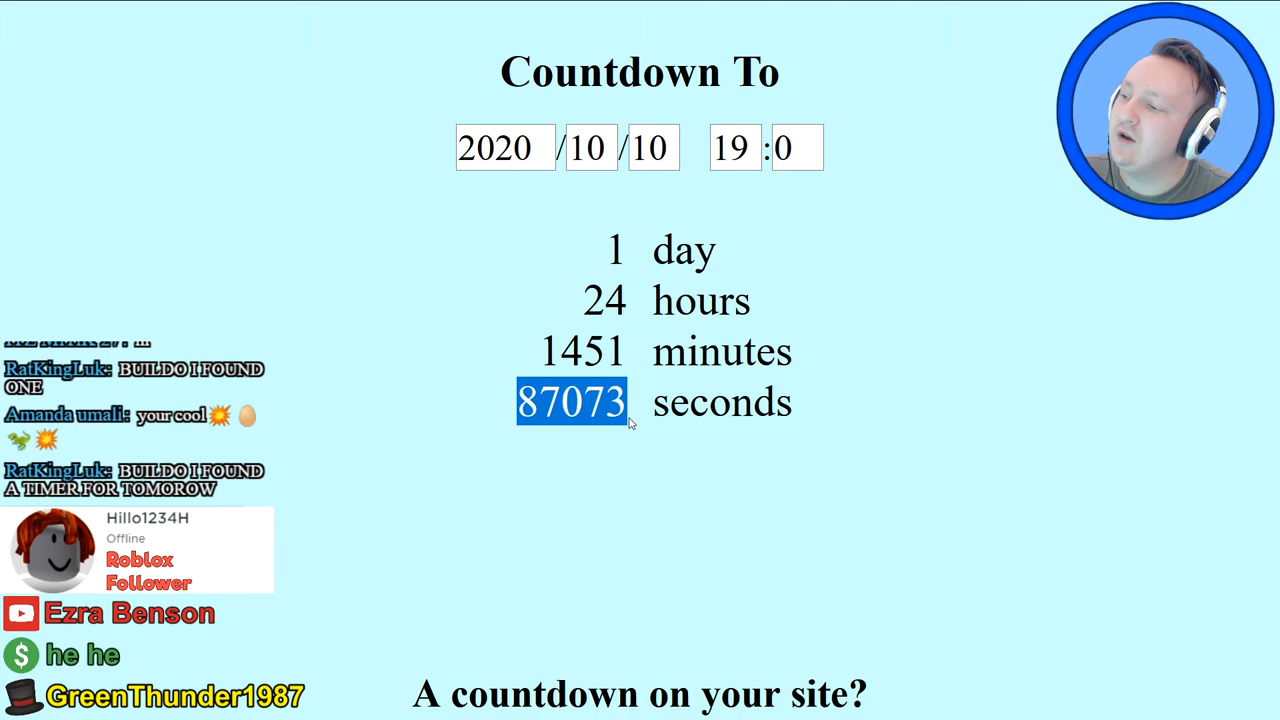 Countdown To
2020 /10 /10 19 :0
1 day
24 hours
1451 minutes
87073 seconds
RatKingLuk: BUILDO I FOUND
ONE
Amanda umali: your cool
RatKingLuk: BUILDO I FOUND
A TIMER FOR TOMOROW
Hillo1234H
Offline
Roblox
Follower
Ezra Benson
$ he he
GreenThunder1987
A countdown on your site?